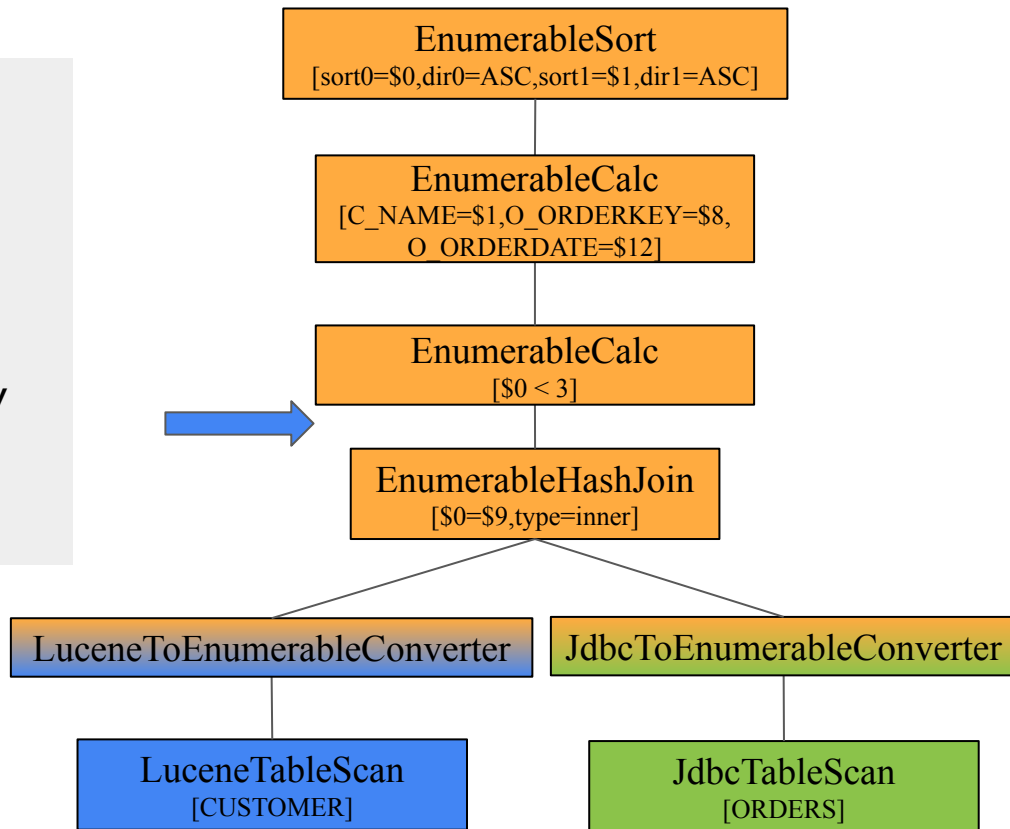 EnumerableSort
[sort0=$0,dir0=ASC,sort1=$1,dir1=ASC]
EnumerableCalc
[C_NAME=$1,O_ORDERKEY=$8,
O_ORDERDATE=$12]
EnumerableCalc
[$0 < 3]
EnumerableHashJoin
[$0=$9,type=inner]
LuceneToEnumerableConverter
JdbcToEnumerableConverter
LuceneTableScan
[CUSTOMER]
JdbcTableScan
[ORDERS]